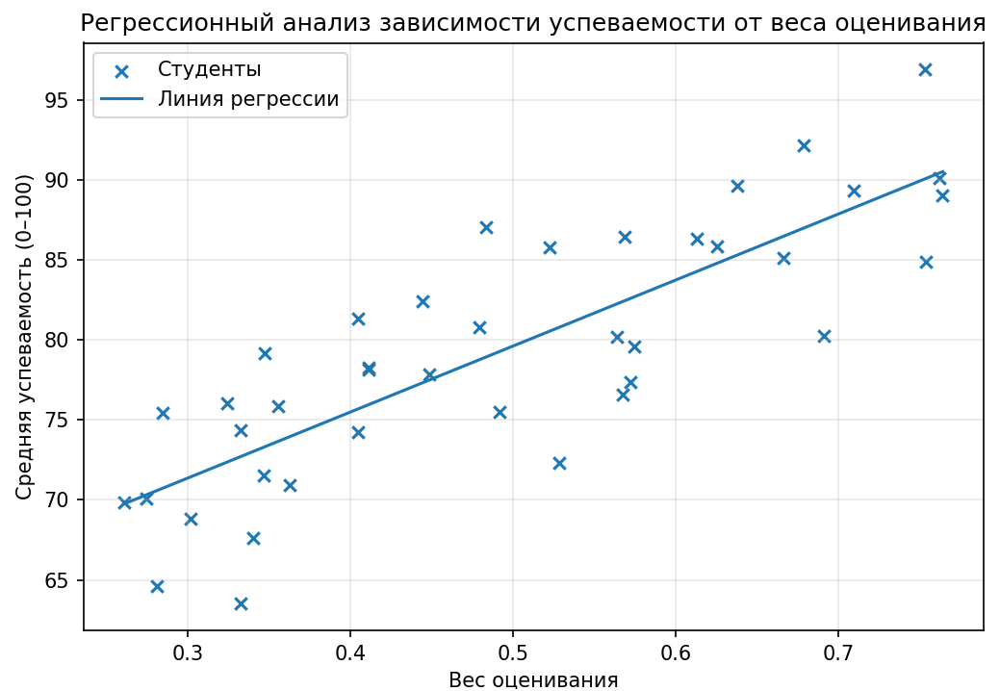 Регрессионный анализ зависимости успеваемости от веса оценивания
Студенты
Линия регрессии
Средняя успеваемость (0–100)
95
90
85
80
75
70
65
0.3
0.4
0.5
0.6
0.7
Вес оценивания